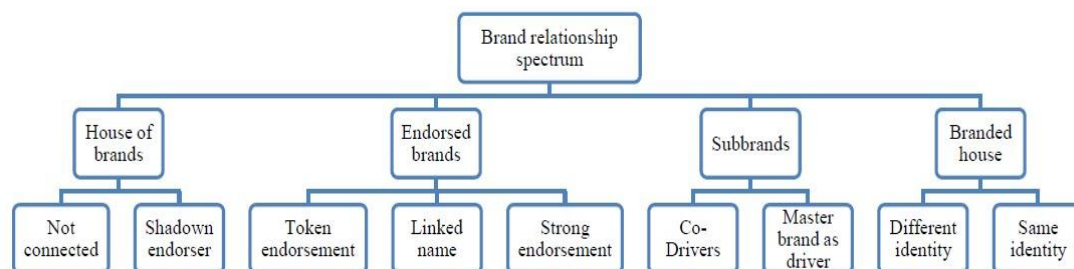 Brand relationship
spectrum
House of
brands
Endorsed
brands
Subbrands
Branded
house
Not
connected
Shadown
endorser
Token
endorsement
Linked
name
Strong
endorsement
Co-
Drivers
Master
brand as
driver
Different
identity
Same
identity